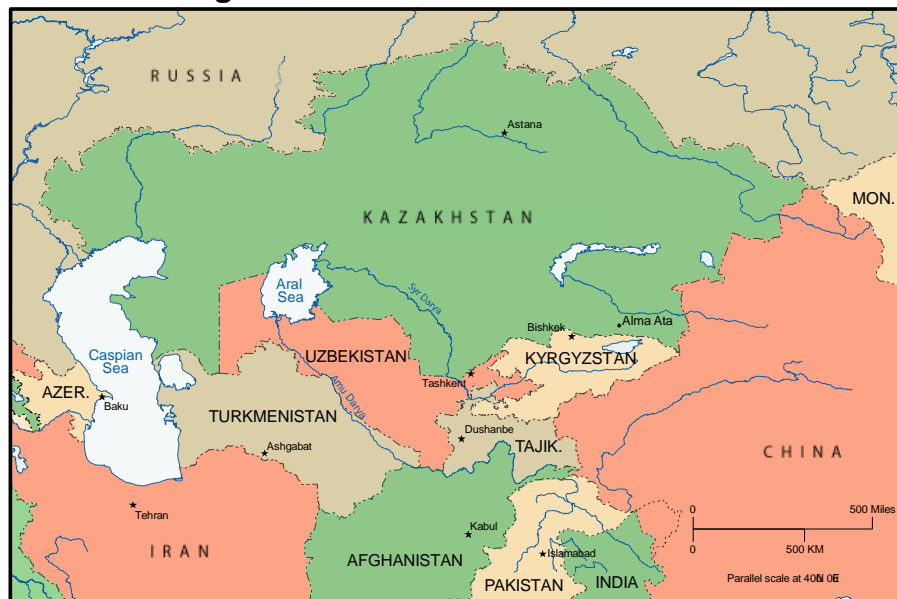 RUSSIA
Astana
MON.
KAZAKHSTAN
Aral
Sea
Syr Darya
Alma Ata
Bishkek
UZBEKISTAN
KYRGYZSTAN
Caspian
Sea
Tashkent
AZER.
Baku
Amu Darya
TURKMENISTAN
Dushanbe
Ashgabat
TAJIK.
CHINA
Tehran
0
500 Miles
Kabul
0
500 KM
IRAN
AFGHANISTAN
Islamabad
PAKISTAN
INDIA
Parallel scale at 40